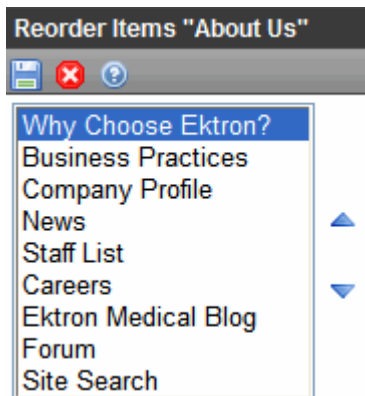 Reorder Items "About Us"
Why Choose Ektron?
Business Practices
Company Profile
News
Staff List
Careers
Ektron Medical Blog
Forum
Site Search